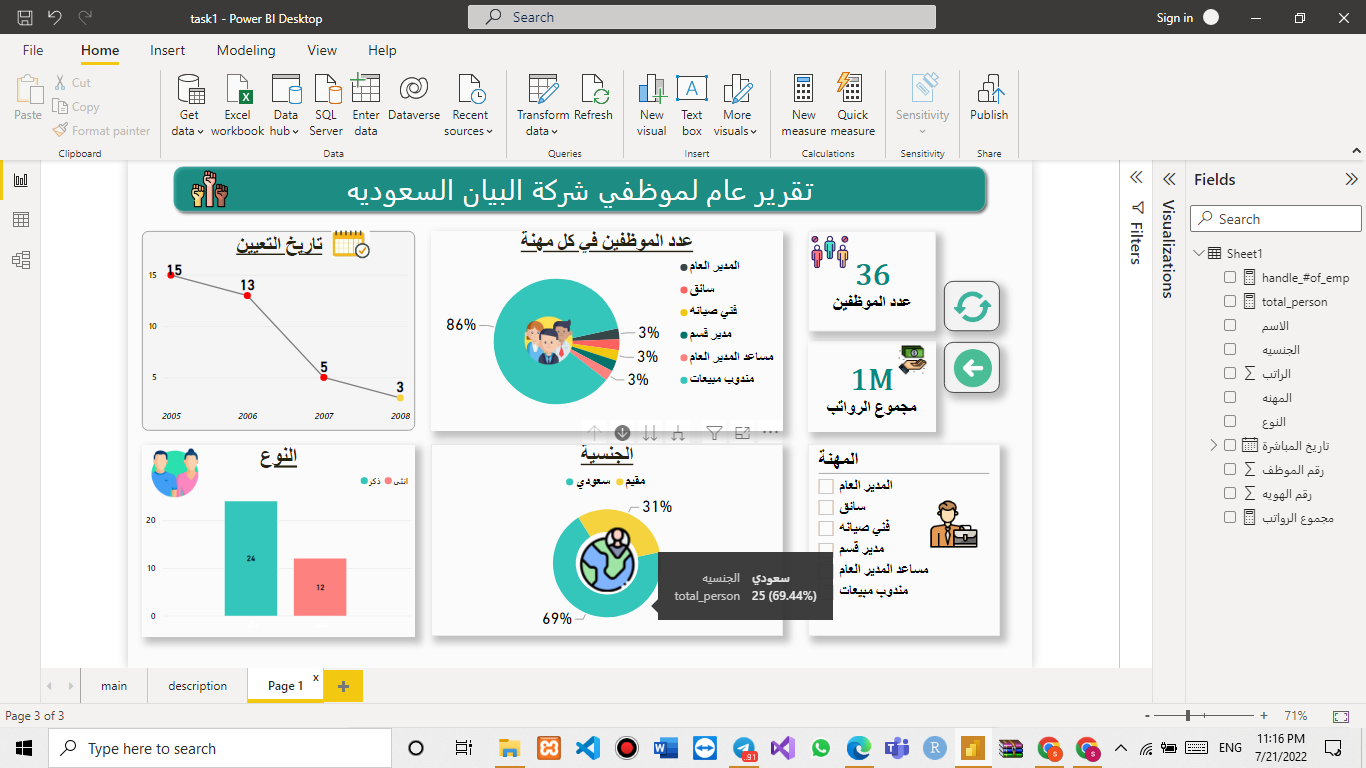 task1 - Power BI Desktop
Search
Sign in
File Home Insert Modeling View Help
Paste
Cut
Copy
Format painter
Clipboard
Get data
Excel workbook
Data hub
SQL Server
Enter data
Dataverse
Recent sources
Data
Transform data
Refresh
Queries
New visual
Text box
More visuals
Insert
New measure
Quick measure
Calculations
Sensitivity
Sensitivity
Publish
Share
تقرير عام لموظفي شركة البيان السعوديه
تاريخ التعيين
15
10
5
15
13
5
3
2005 2006 2007 2008
عدد الموظفين في كل مهنة
المدير العام
سائق
فني صيانه
مدير قسم
مساعد المدير العام
مندوب مبيعات
86%
3%
3%
3%
36
عدد الموظفين
1M
مجموع الرواتب
النوع
ذكر انثى
20
10
0
24
12
الجنسية
سعودي مقيم
31%
69%
الجنسيه سعودي
total_person 25 (69.44%)
المهنة
المدير العام
سائق
فني صيانه
مدير قسم
مساعد المدير العام
مندوب مبيعات
Filters
Visualizations
Fields
Search
Sheet1
handle_#of_emp
total_person
الاسم
الجنسيه
الراتب
المهنه
النوع
تاريخ المباشرة
رقم الموظف
رقم الهويه
مجموع الرواتب
main
description
Page 1
x
Page 3 of 3
- + 71%
Type here to search
.91
ENG
11:16 PM
7/21/2022